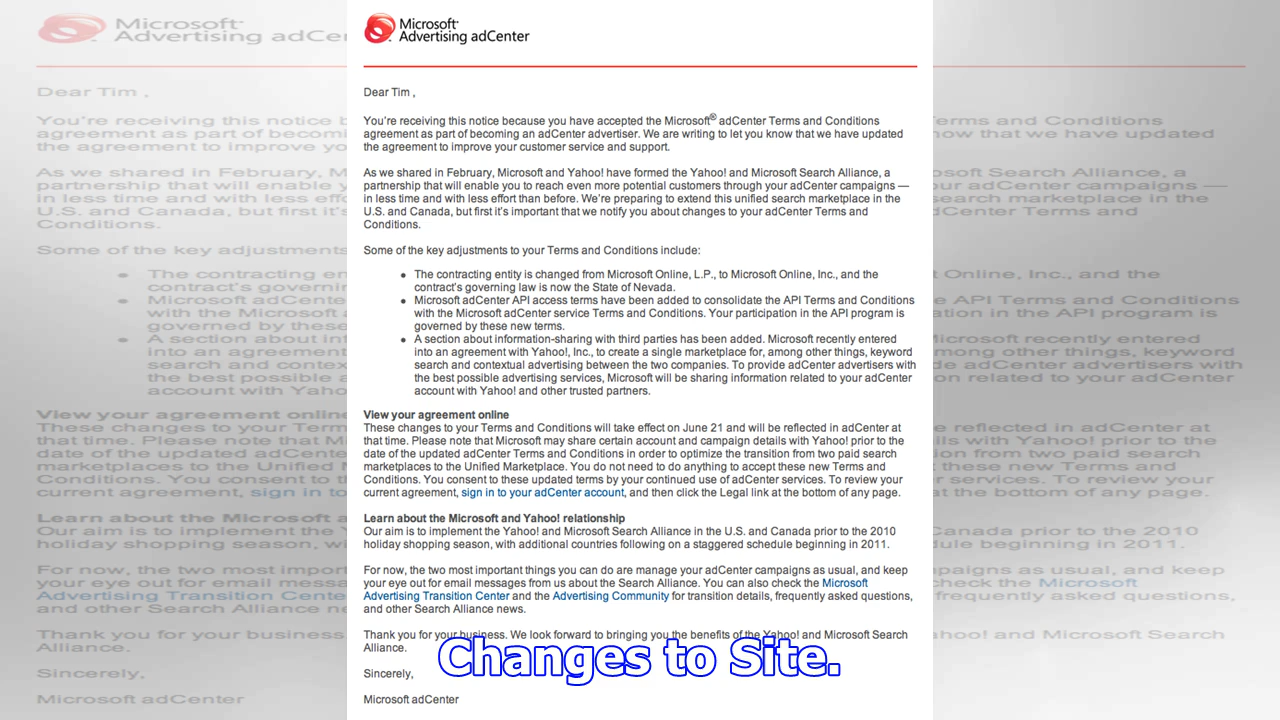 Microsoft®
Advertising adCenter
Dear Tim ,
You're receiving this notice because you have accepted the Microsoft® adCenter Terms and Conditions
agreement as part of becoming an adCenter advertiser. We are writing to let you know that we have updated
the agreement to improve your customer service and support.
As we shared in February, Microsoft and Yahoo! have formed the Yahoo! and Microsoft Search Alliance, a
partnership that will enable you to reach even more potential customers through your adCenter campaigns —
in less time and with less effort than before. We're preparing to extend this unified search marketplace in the
U.S. and Canada, but first it's important that we notify you about changes to your adCenter Terms and
Conditions.
Some of the key adjustments to your Terms and Conditions include:
• The contracting entity is changed from Microsoft Online, L.P., to Microsoft Online, Inc., and the
contract's governing law is now the State of Nevada.
• Microsoft adCenter API access terms have been added to consolidate the API Terms and Conditions
with the Microsoft adCenter service Terms and Conditions. Your participation in the API program is
governed by these new terms.
• A section about information-sharing with third parties has been added. Microsoft recently entered
into an agreement with Yahoo!, Inc., to create a single marketplace for, among other things, keyword
search and contextual advertising between the two companies. To provide adCenter advertisers with
the best possible advertising services, Microsoft will be sharing information related to your adCenter
account with Yahoo! and other trusted partners.
View your agreement online
These changes to your Terms and Conditions will take effect on June 21 and will be reflected in adCenter at
that time. Please note that Microsoft may share certain account and campaign details with Yahoo! prior to the
date of the updated adCenter Terms and Conditions in order to optimize the transition from two paid search
marketplaces to the Unified Marketplace. You do not need to do anything to accept these new Terms and
Conditions. You consent to these updated terms by your continued use of adCenter services. To review your
current agreement, sign in to your adCenter account, and then click the Legal link at the bottom of any page.
Learn about the Microsoft and Yahoo! relationship
Our aim is to implement the Yahoo! and Microsoft Search Alliance in the U.S. and Canada prior to the 2010
holiday shopping season, with additional countries following on a staggered schedule beginning in 2011.
For now, the two most important things you can do are manage your adCenter campaigns as usual, and keep
your eye out for email messages from us about the Search Alliance. You can also check the Microsoft
Advertising Transition Center and the Advertising Community for transition details, frequently asked questions,
and other Search Alliance news.
Thank you for your business. We look forward to bringing you the benefits of the Yahoo! and Microsoft Search
Alliance.
Changes to Site.
Sincerely,
Microsoft adCenter